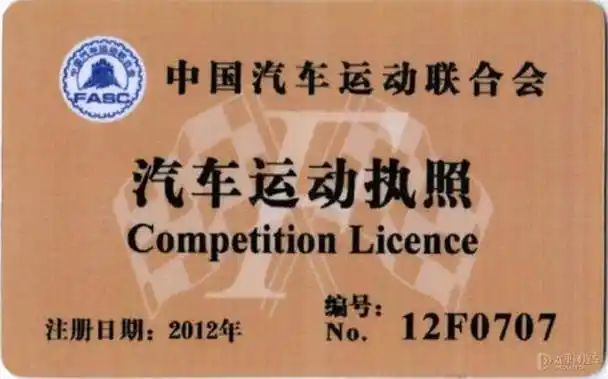 FASC
中国汽车运动联合会
汽车运动执照
Competition Licence
注册日期：2012年
编号：
No. 12F0707